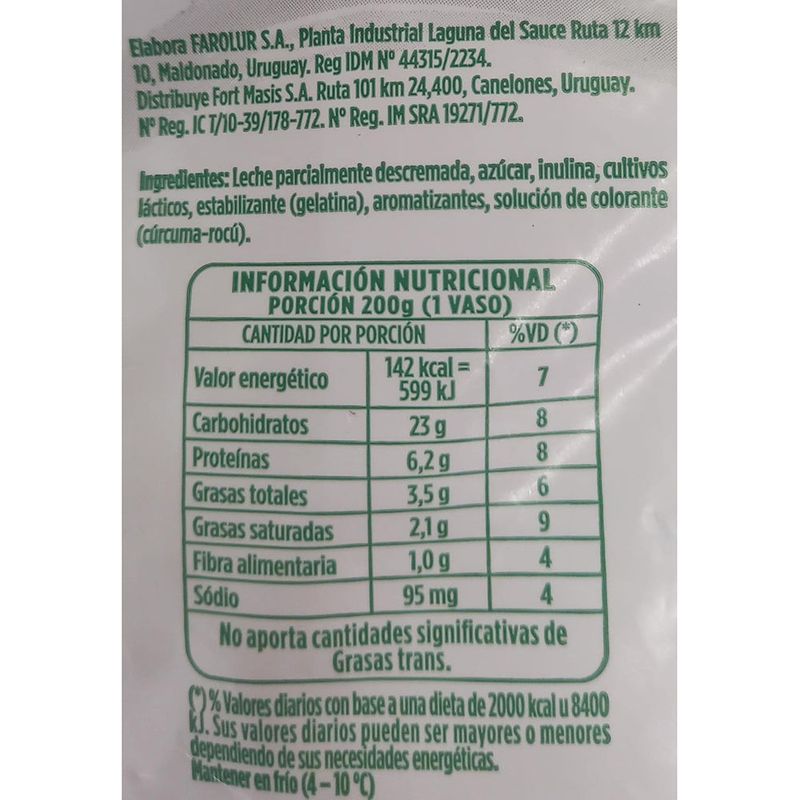 Elabora FAROLUR S.A., Planta Industrial Laguna del Sauce Ruta 12 km
10, Maldonado, Uruguay. Reg IDM Nº 44315/2234.
Distribuye Fort Masis S.A. Ruta 101 km 24,400, Canelones, Uruguay.
Nº Reg. IC T/10-39/178-772. Nº Reg. IM SRA 19271/772.
Ingredientes: Leche parcialmente descremada, azúcar, inulina, cultivos
lácticos, estabilizante (gelatina), aromatizantes, solución de colorante
(cúrcuma-rocú).
INFORMACIÓN NUTRICIONAL
PORCIÓN 200g (1 VASO)
CANTIDAD POR PORCIÓN %VD (*)
Valor energético 142 kcal = 599 kJ 7
Carbohidratos 23 g 8
Proteínas 6,2 g 8
Grasas totales 3,5 g 6
Grasas saturadas 2,1 g 9
Fibra alimentaria 1,0 g 4
Sódio 95 mg 4
No aporta cantidades significativas de
Grasas trans.
(*) % Valores diarios con base a una dieta de 2000 kcal u 8400
kJ. Sus valores diarios pueden ser mayores o menores
dependiendo de sus necesidades energéticas.
Mantener en frío (4 – 10 ºC)